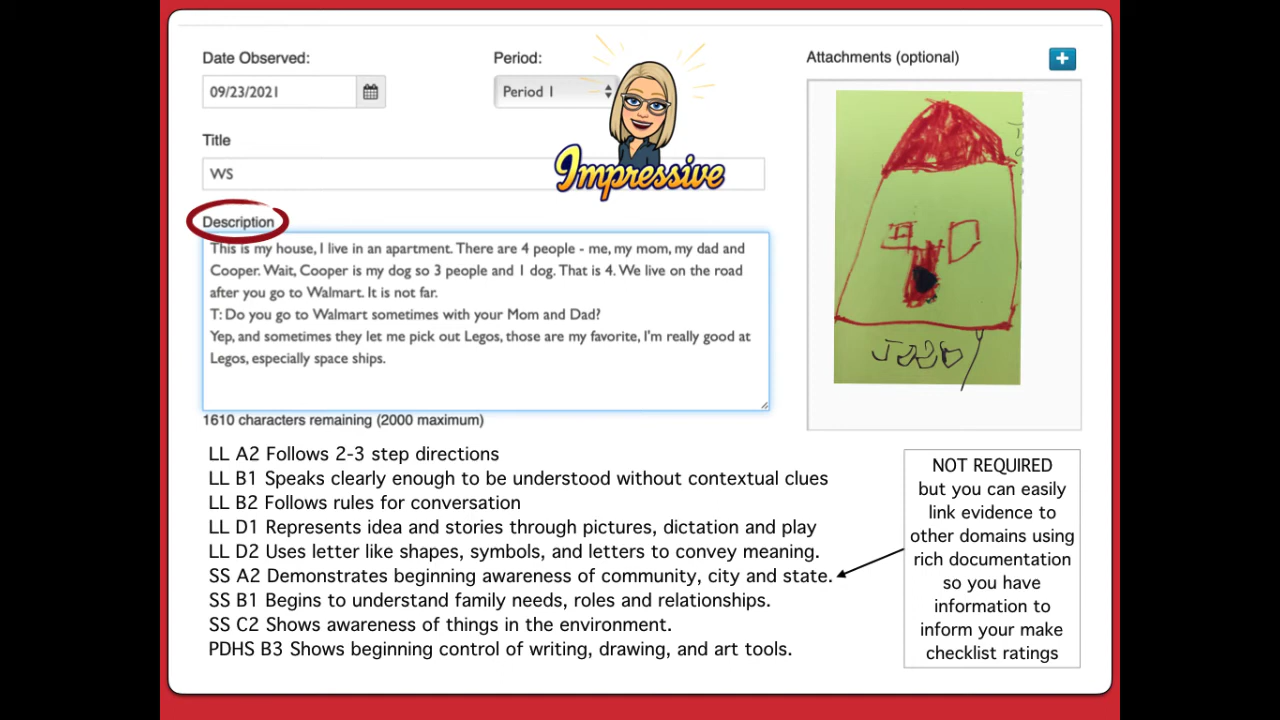 Date Observed:
Period:
Attachments (optional)
09/23/2021
Period 1
Title
WS
Impressive
Description
This is my house, I live in an apartment. There are 4 people - me, my mom, my dad and
Cooper. Wait, Cooper is my dog so 3 people and 1 dog. That is 4. We live on the road
after you go to Walmart. It is not far.
T: Do you go to Walmart sometimes with your Mom and Dad?
Yep, and sometimes they let me pick out Legos, those are my favorite, I'm really good at
Legos, especially space ships.
1610 characters remaining (2000 maximum)
LL A2 Follows 2-3 step directions
LL B1 Speaks clearly enough to be understood without contextual clues
LL B2 Follows rules for conversation
LL D1 Represents idea and stories through pictures, dictation and play
LL D2 Uses letter like shapes, symbols, and letters to convey meaning.
SS A2 Demonstrates beginning awareness of community, city and state.
SS B1 Begins to understand family needs, roles and relationships.
SS C2 Shows awareness of things in the environment.
PDHS B3 Shows beginning control of writing, drawing, and art tools.
NOT REQUIRED
but you can easily
link evidence to
other domains using
rich documentation
so you have
information to
inform your make
checklist ratings